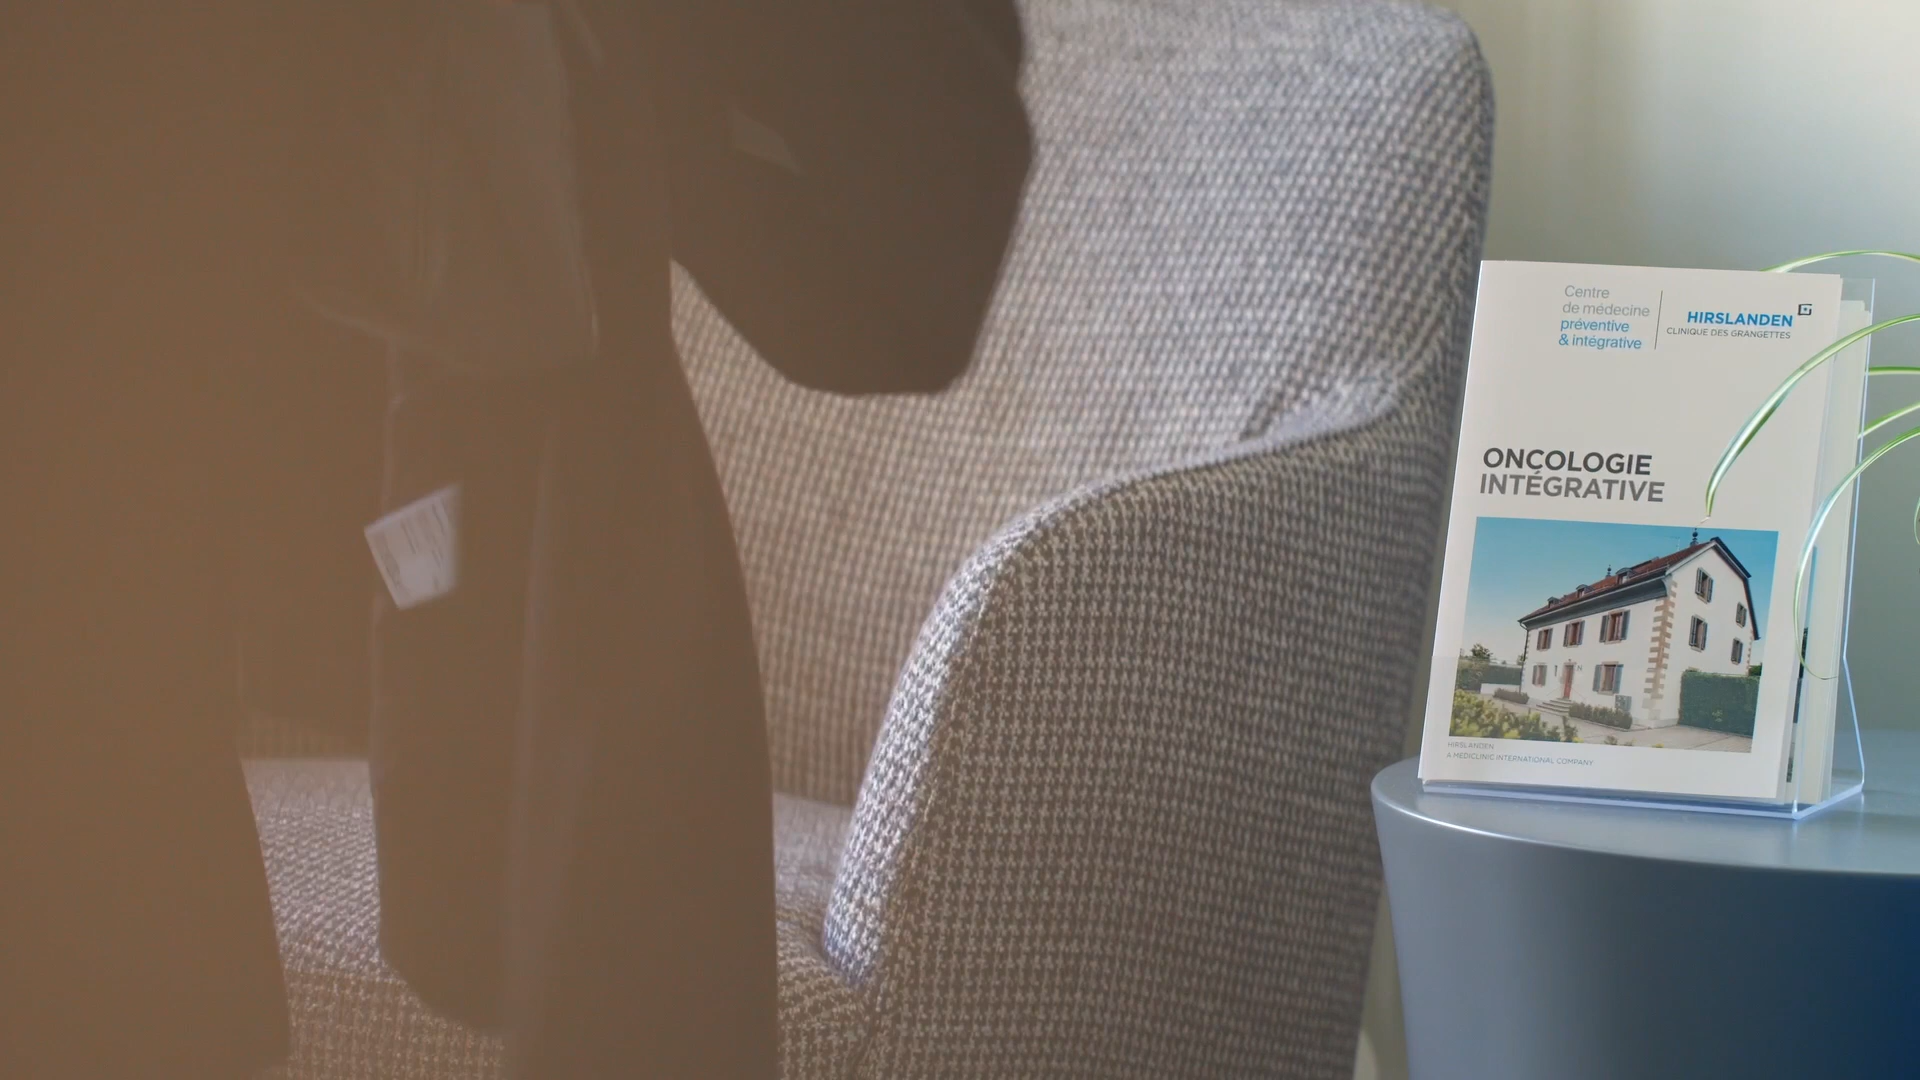 Centre
de médecine
préventive
& intégrative
HIRSLANDEN
CLINIQUE DES GRANGETTES
ONCOLOGIE
INTÉGRATIVE
HIRSLANDEN
A MEDICLINIC INTERNATIONAL COMPANY